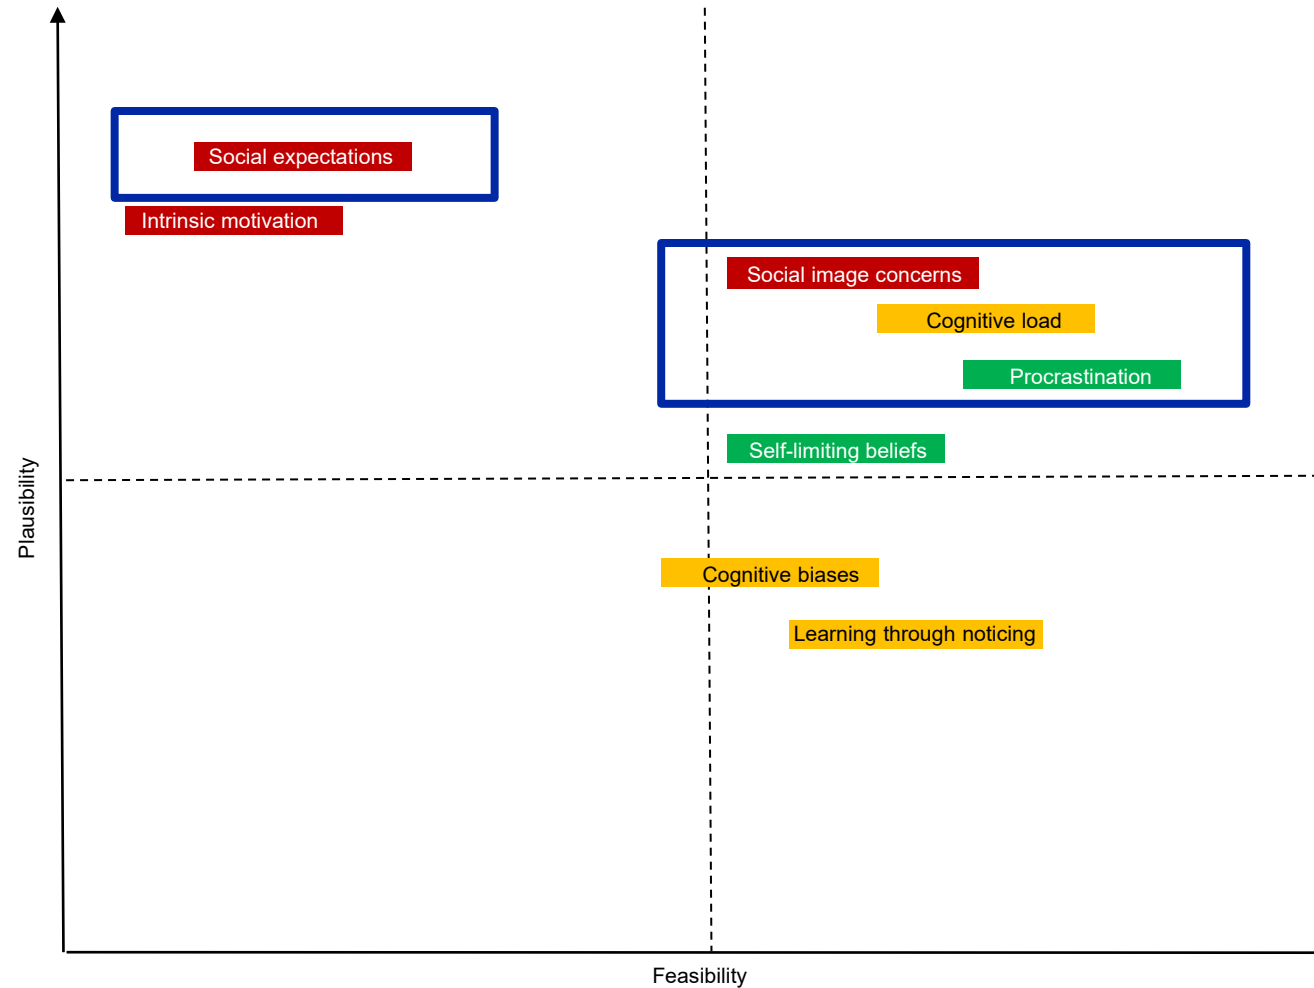 Social expectations
Intrinsic motivation
Social image concerns
Cognitive load
Procrastination
Self-limiting beliefs
Plausibility
Cognitive biases
Learning through noticing
Feasibility